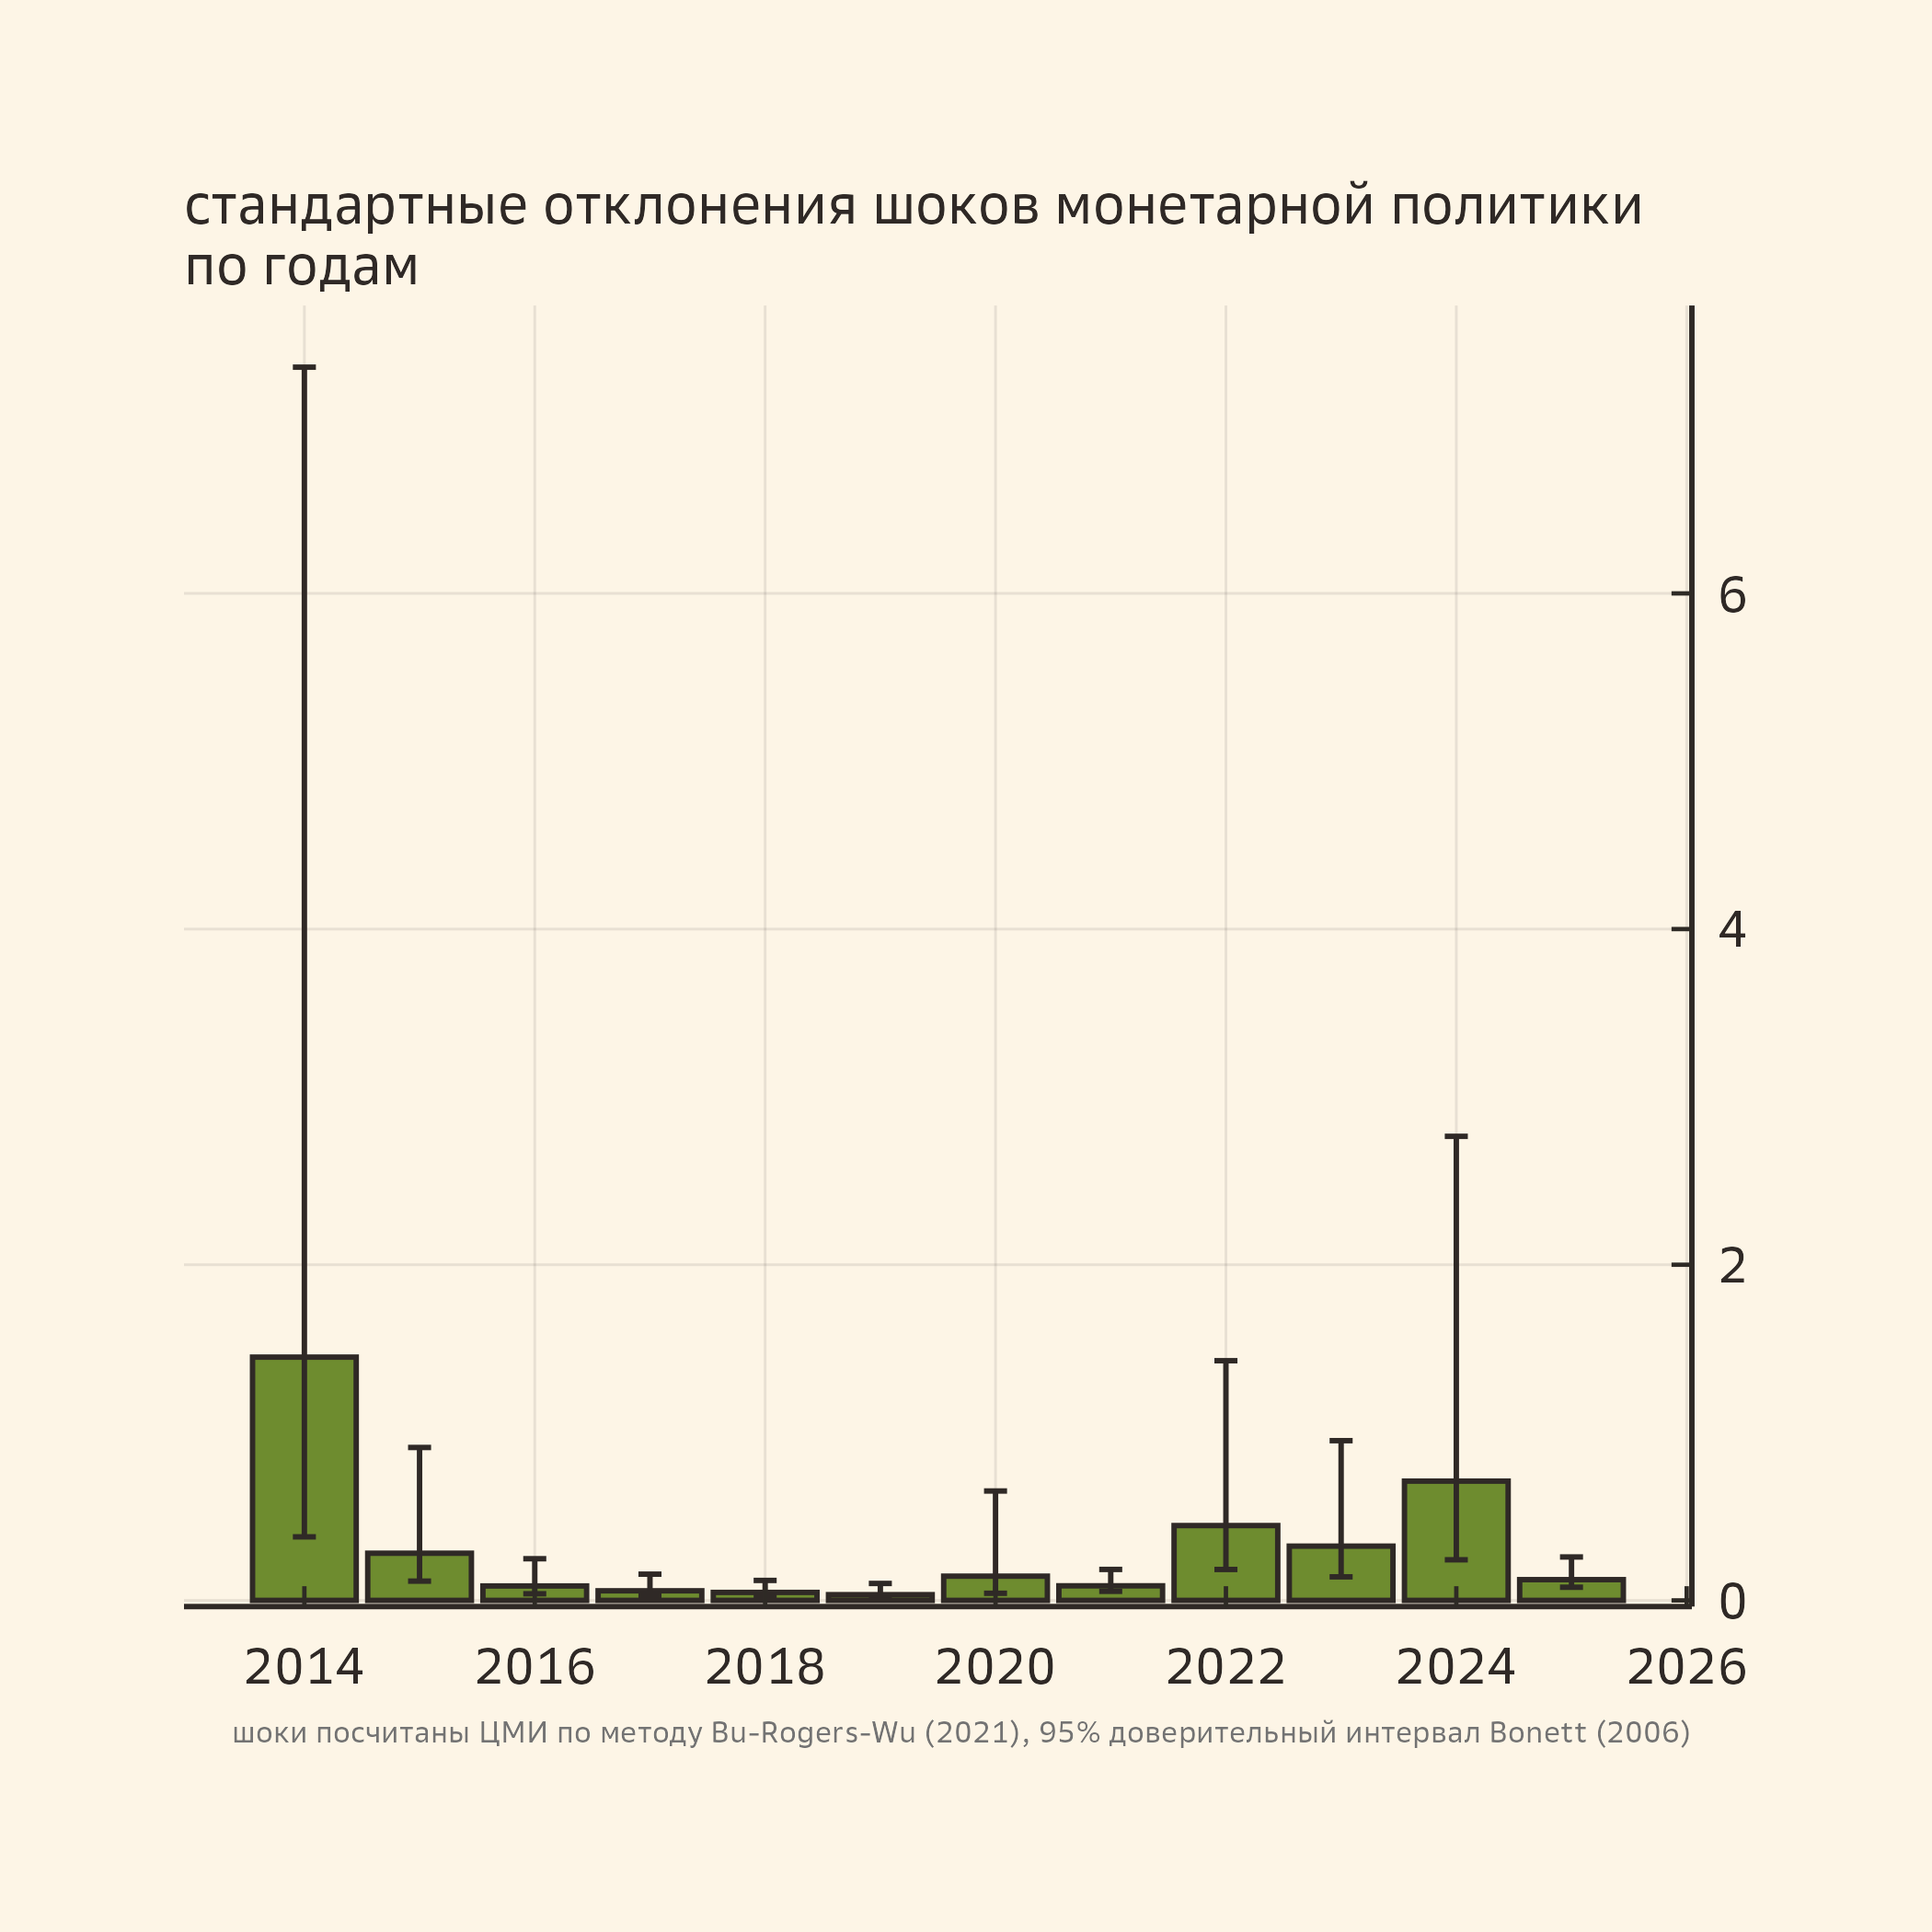 стандартные отклонения шоков монетарной политики
по годам
6
4
2
0
2014 2016 2018 2020 2022 2024 2026
шоки посчитаны ЦМИ по методу Bu-Rogers-Wu (2021), 95% доверительный интервал Bonett (2006)